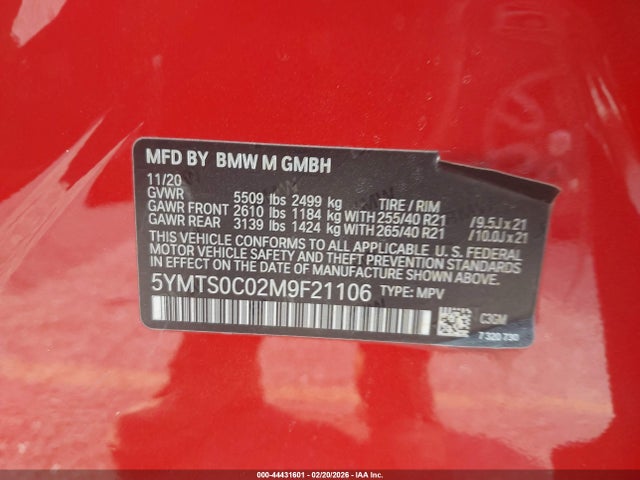 MFD BY BMW M GMBH
11/20
GVWR 5509 lbs 2499 kg TIRE / RIM
GAWR FRONT 2610 lbs 1184 kg WITH 255/40 R21 / 9.5J x 21
GAWR REAR 3139 lbs 1424 kg WITH 265/40 R21 / 10.0J x 21
THIS VEHICLE CONFORMS TO ALL APPLICABLE U.S. FEDERAL
MOTOR VEHICLE SAFETY AND THEFT PREVENTION STANDARDS
IN EFFECT ON THE DATE OF MANUFACTURE SHOWN ABOVE.
5YMTS0C02M9F21106 TYPE: MPV
C3GM
7 320 730
000-44431601 - 02/20/2026 - IAA Inc.